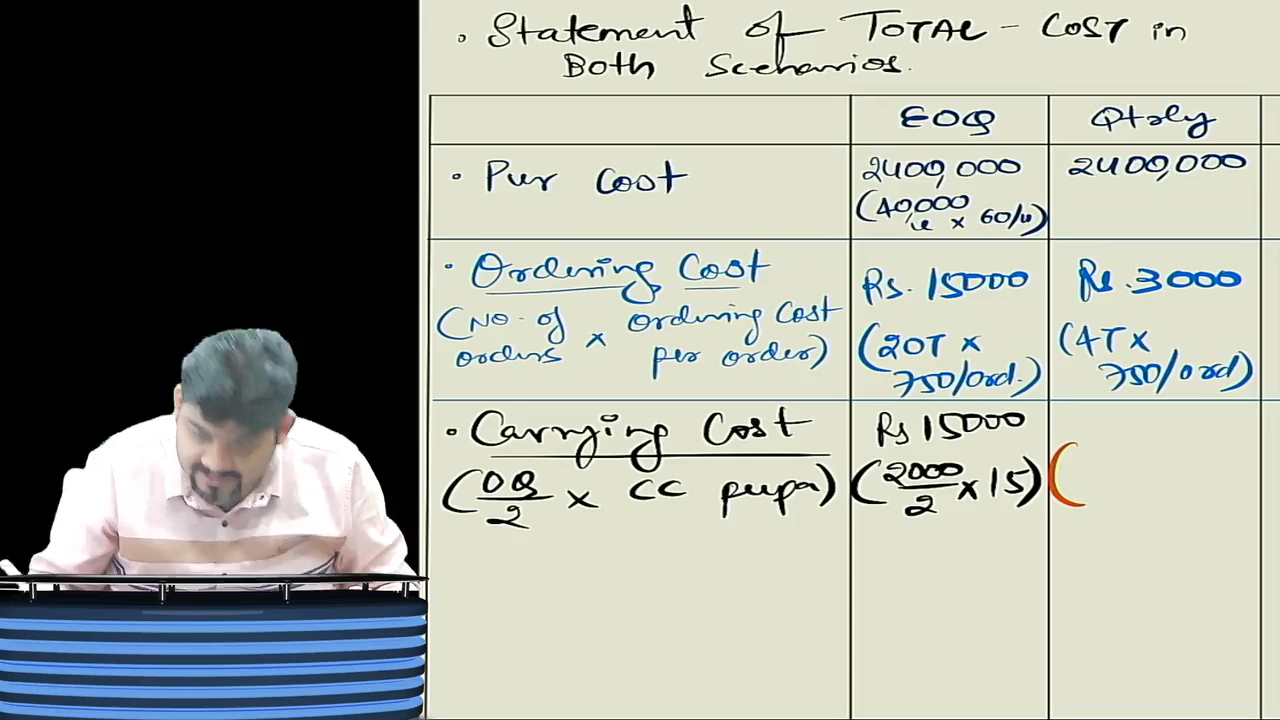 . Statement of TOTAL - COST in
Both Scenarios.
EOQ Qtrly
. Pur Cost 2400,000 2400,000
(40,000
u x 60/u)
. Ordering Cost Rs. 15000 Rs. 3000
(No. of orders x ordering Cost per order) (20T x 750/ord.) (4T x 750/ord)
. Carrying Cost Rs 15000
(OQ/2 x CC pupa) (2000/2 x 15) (